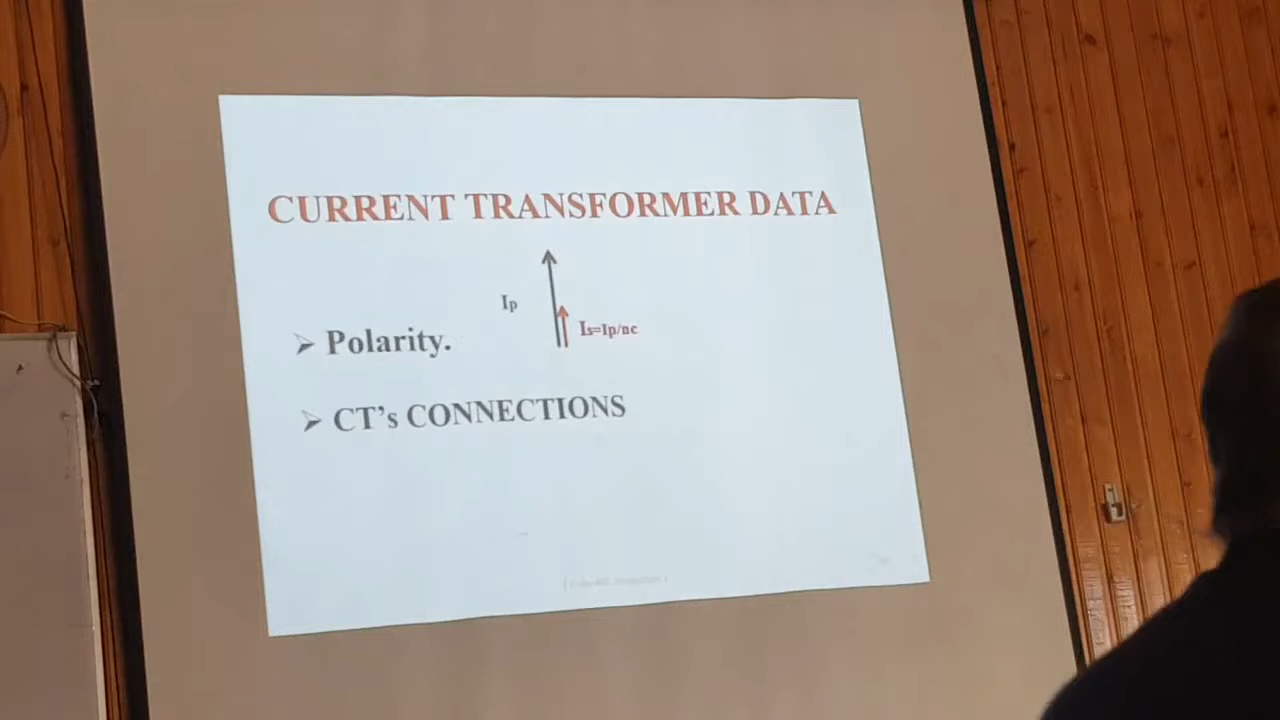 CURRENT TRANSFORMER DATA
Ip
Is=Ip/nc
➢ Polarity.
➢ CT's CONNECTIONS